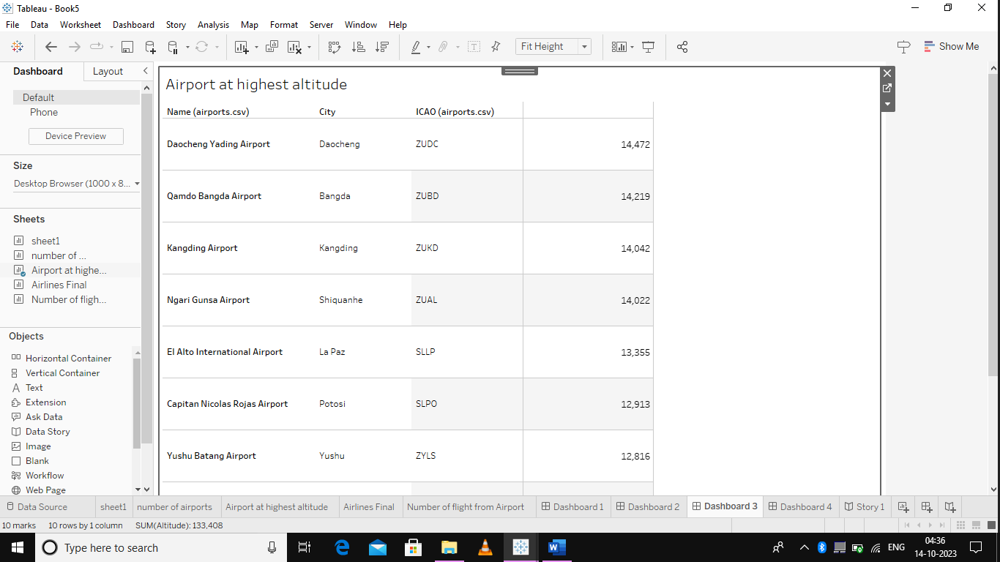 Tableau - Book5
File Data Worksheet Dashboard Story Analysis Map Format Server Window Help
Fit Height
Show Me
Dashboard Layout
Default
Phone
Device Preview
Size
Desktop Browser (1000 x 8...
Sheets
sheet1
number of ...
Airport at highe...
Airlines Final
Number of fligh...
Objects
Horizontal Container
Vertical Container
Text
Extension
Ask Data
Data Story
Image
Blank
Workflow
Web Page
Airport at highest altitude
Name (airports.csv) City ICAO (airports.csv)
Daocheng Yading Airport Daocheng ZUDC 14,472
Qamdo Bangda Airport Bangda ZUBD 14,219
Kangding Airport Kangding ZUKD 14,042
Ngari Gunsa Airport Shiquanhe ZUAL 14,022
El Alto International Airport La Paz SLLP 13,355
Capitan Nicolas Rojas Airport Potosi SLPO 12,913
Yushu Batang Airport Yushu ZYLS 12,816
Data Source sheet1 number of airports Airport at highest altitude Airlines Final Number of flight from Airport Dashboard 1 Dashboard 2 Dashboard 3 Dashboard 4 Story 1
10 marks 10 rows by 1 column SUM(Altitude): 133,408
Type here to search
ENG
04:36
14-10-2023